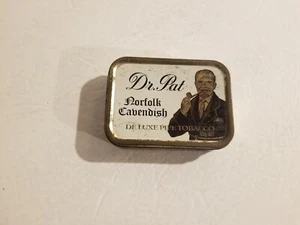 Dr. Pat
Norfolk
Cavendish
DE LUXE PIPE TOBACCO